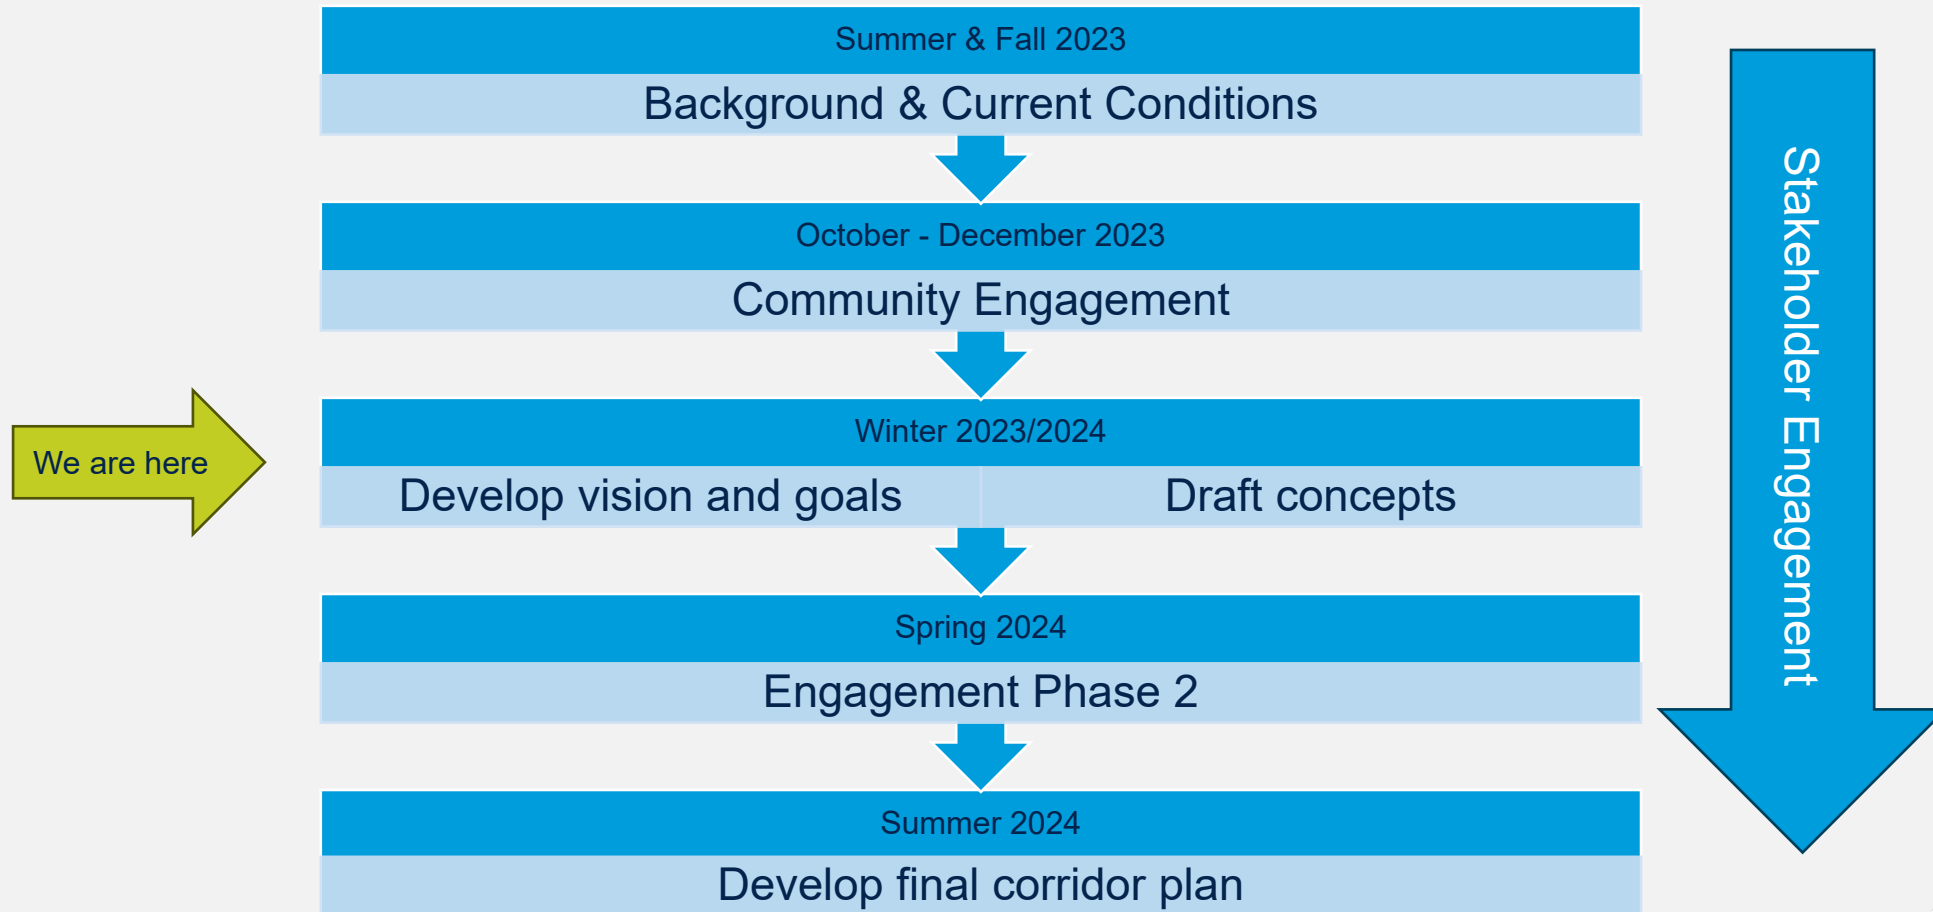 Summer & Fall 2023
Background & Current Conditions
October - December 2023
Community Engagement
We are here
Winter 2023/2024
Develop vision and goals
Draft concepts
Spring 2024
Engagement Phase 2
Summer 2024
Develop final corridor plan
Stakeholder Engagement